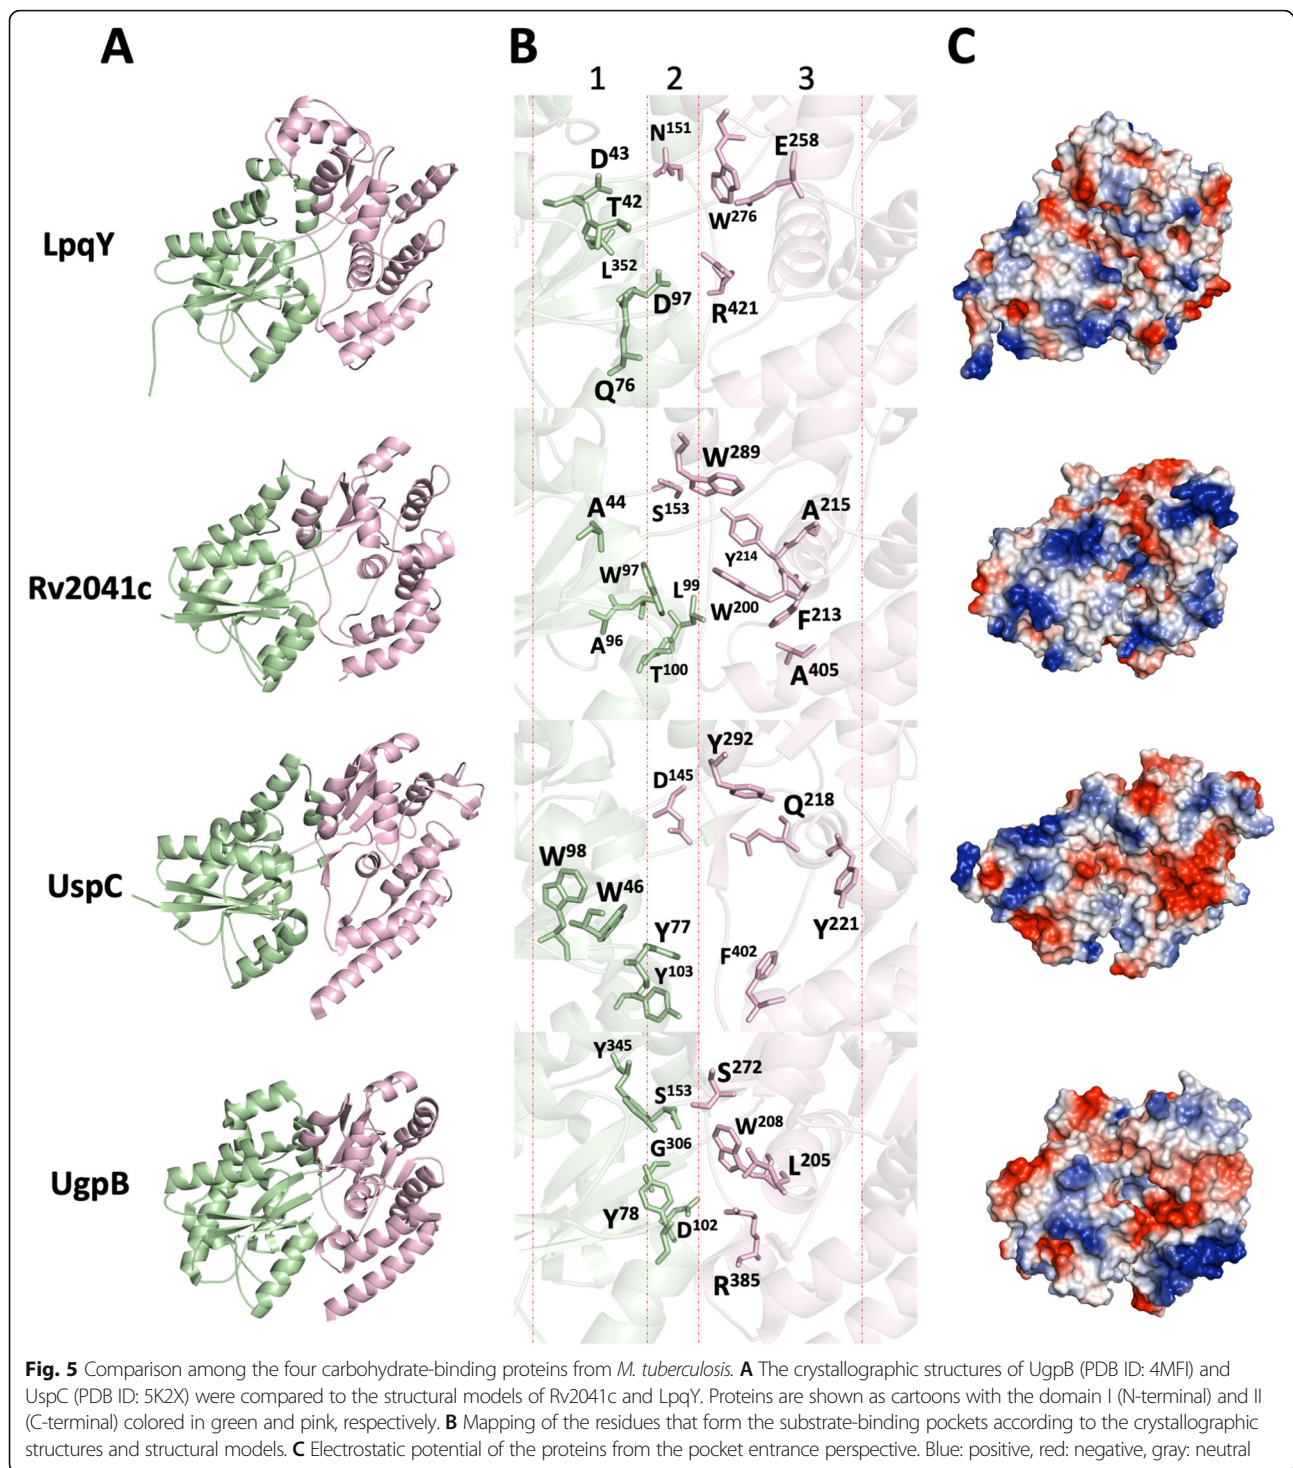 A
B
C
1 2 3
LpqY
N151
D43
E258
T42
W276
L352
D97
R421
Q76
Rv2041c
W289
A44
S153
A215
Y214
W97
L99
W200
F213
A96
T100
A405
UspC
Y292
D145
Q218
W98
W46
Y77
Y221
F402
Y103
UgpB
Y345
S272
S153
W208
G306
L205
Y78
D102
R385
Fig. 5 Comparison among the four carbohydrate-binding proteins from M. tuberculosis. A The crystallographic structures of UgpB (PDB ID: 4MFI) and
UspC (PDB ID: 5K2X) were compared to the structural models of Rv2041c and LpqY. Proteins are shown as cartoons with the domain I (N-terminal) and II
(C-terminal) colored in green and pink, respectively. B Mapping of the residues that form the substrate-binding pockets according to the crystallographic
structures and structural models. C Electrostatic potential of the proteins from the pocket entrance perspective. Blue: positive, red: negative, gray: neutral